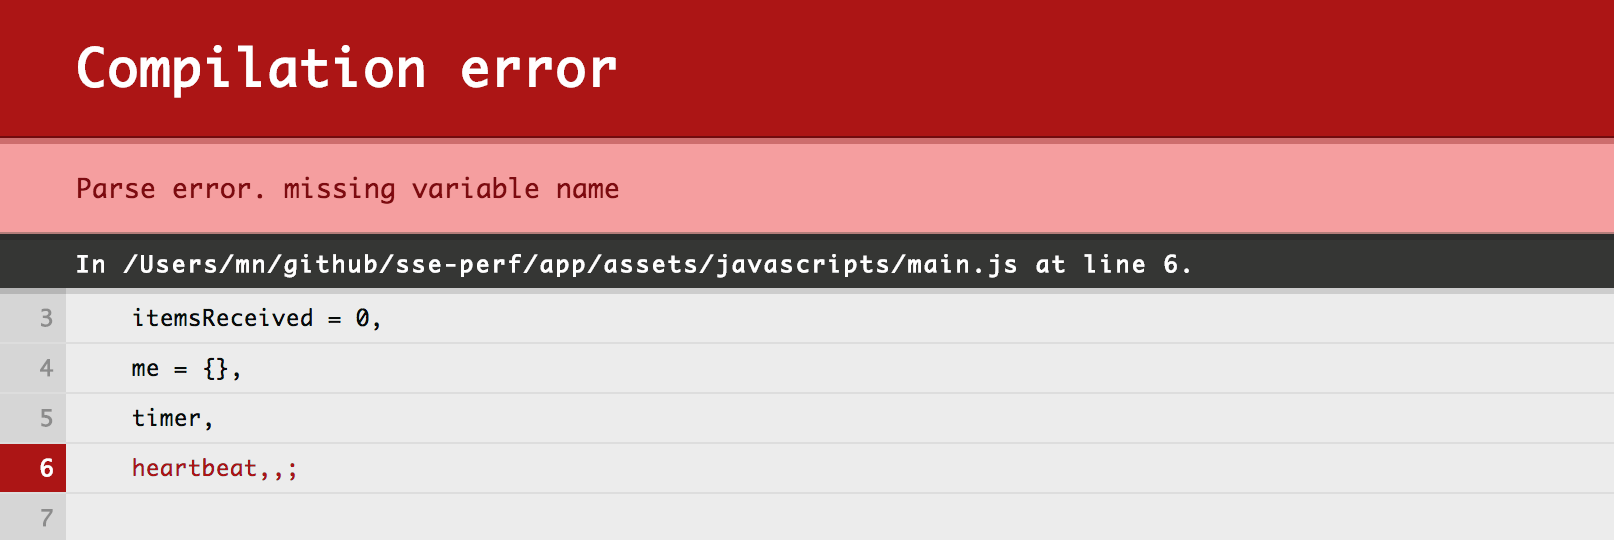 Compilation error
Parse error. missing variable name
In /Users/mn/github/sse-perf/app/assets/javascripts/main.js at line 6.
3 itemsReceived = 0,
4 me = {},
5 timer,
6 heartbeat,,;
7